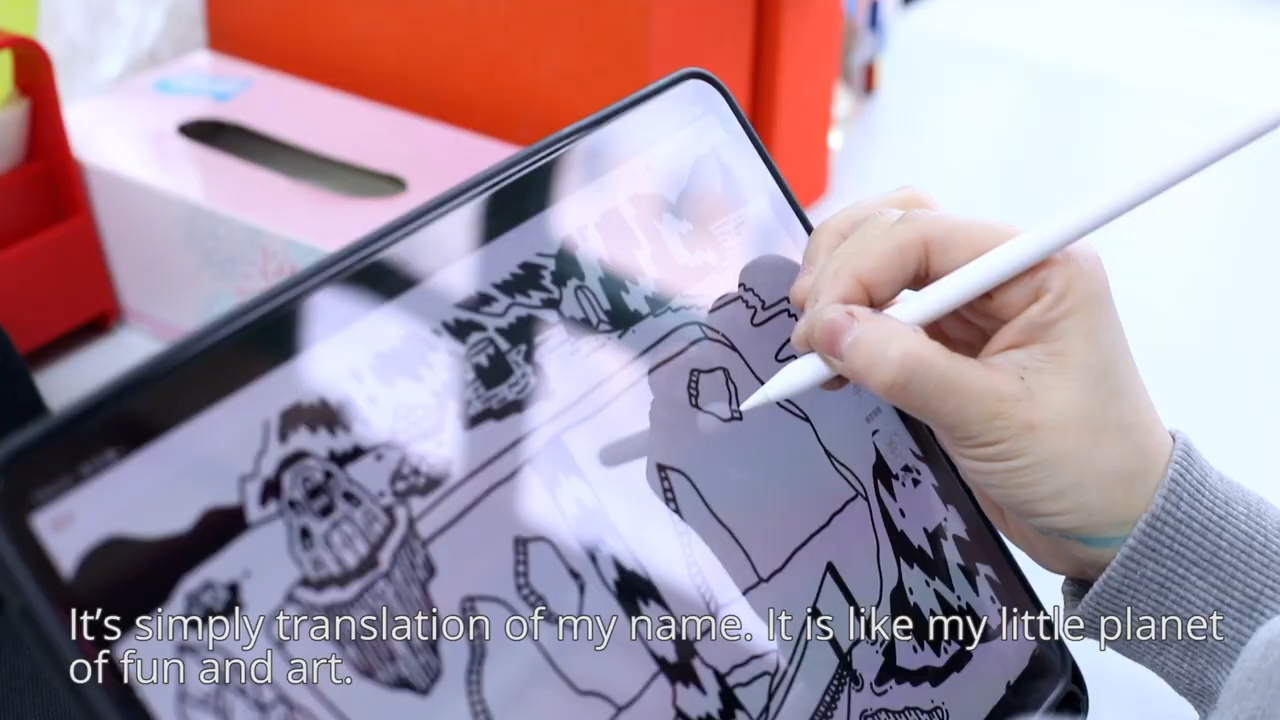 It’s simply translation of my name. It is like my little planet
of fun and art.